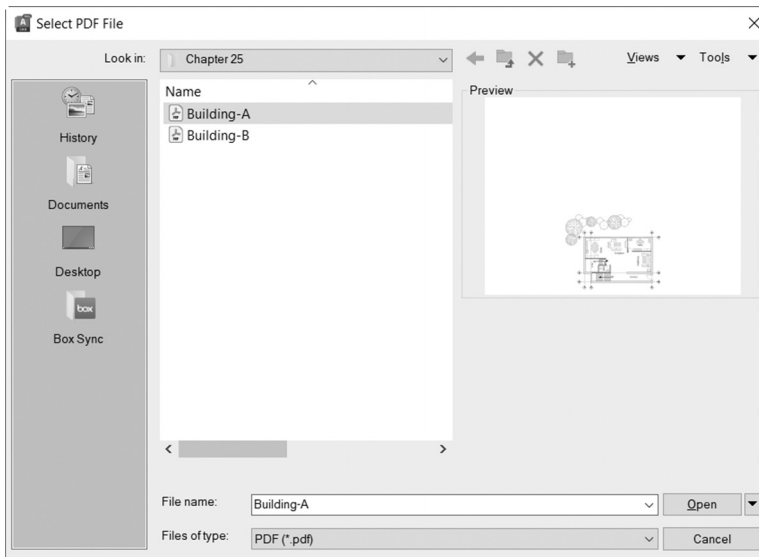 Select PDF File
Look in:
Chapter 25
Views
Tools
History
Documents
Desktop
box
Box Sync
Name
Building-A
Building-B
Preview
File name:
Building-A
Open
Files of type:
PDF (*.pdf)
Cancel